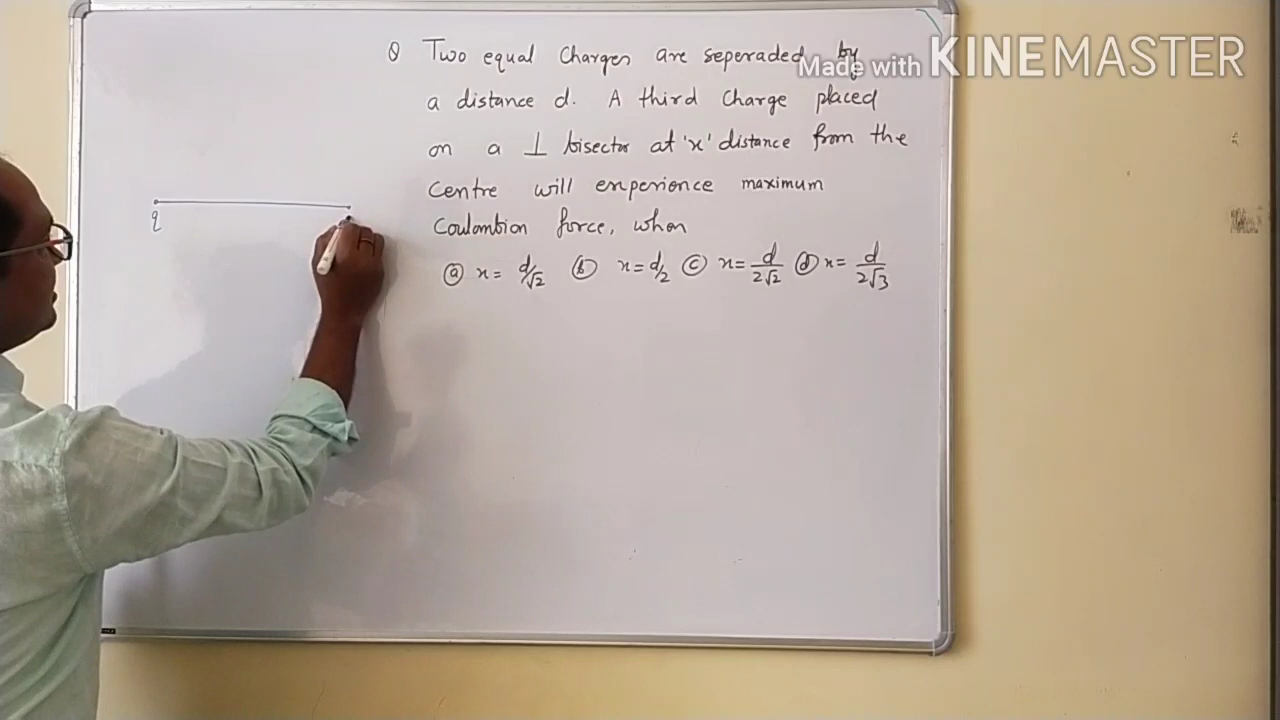 Made with KINEMASTER
Q Two equal Charges are seperaded by
a distance d. A third Charge placed
on a ⊥ bisector at 'x' distance from the
Centre will experience maximum
Coulombian force, when
ⓐ x = d/√2 ⓑ x = d/2 ⓒ x = d/2√2 ⓓ x = d/2√3
q